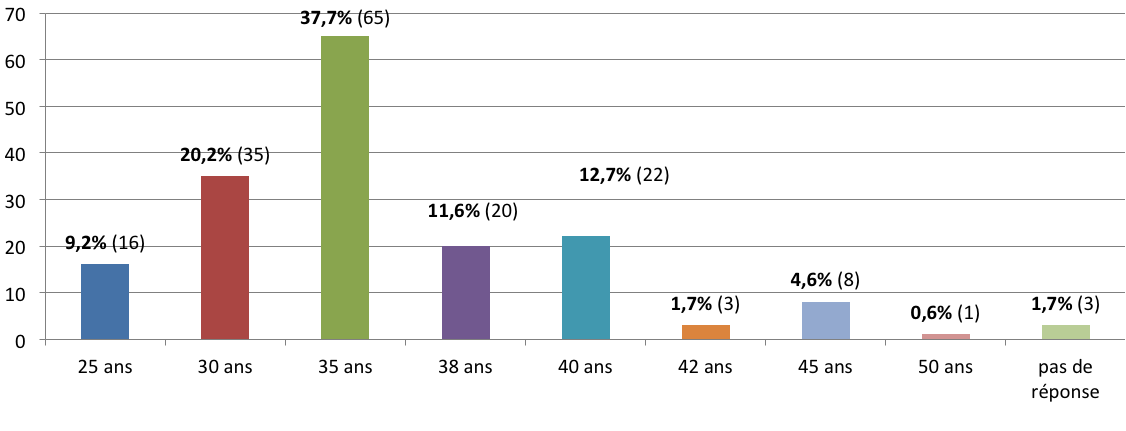 70
60
50
40
30
20
10
0
37,7% (65)
20,2% (35)
12,7% (22)
11,6% (20)
9,2% (16)
4,6% (8)
1,7% (3)
0,6% (1)
1,7% (3)
25 ans
30 ans
35 ans
38 ans
40 ans
42 ans
45 ans
50 ans
pas de
réponse